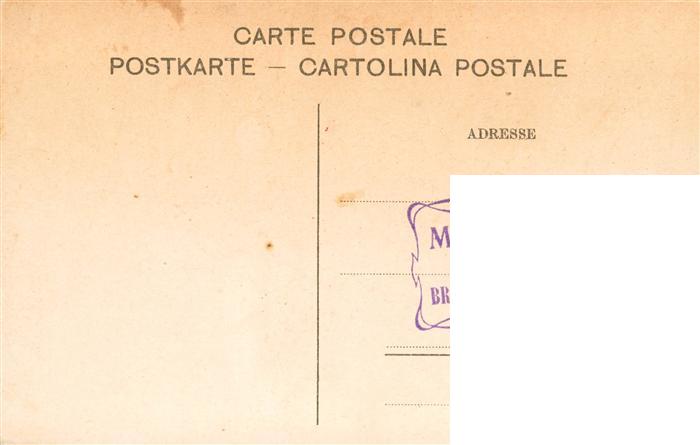 CARTE POSTALE
POSTKARTE — CARTOLINA POSTALE
ADRESSE